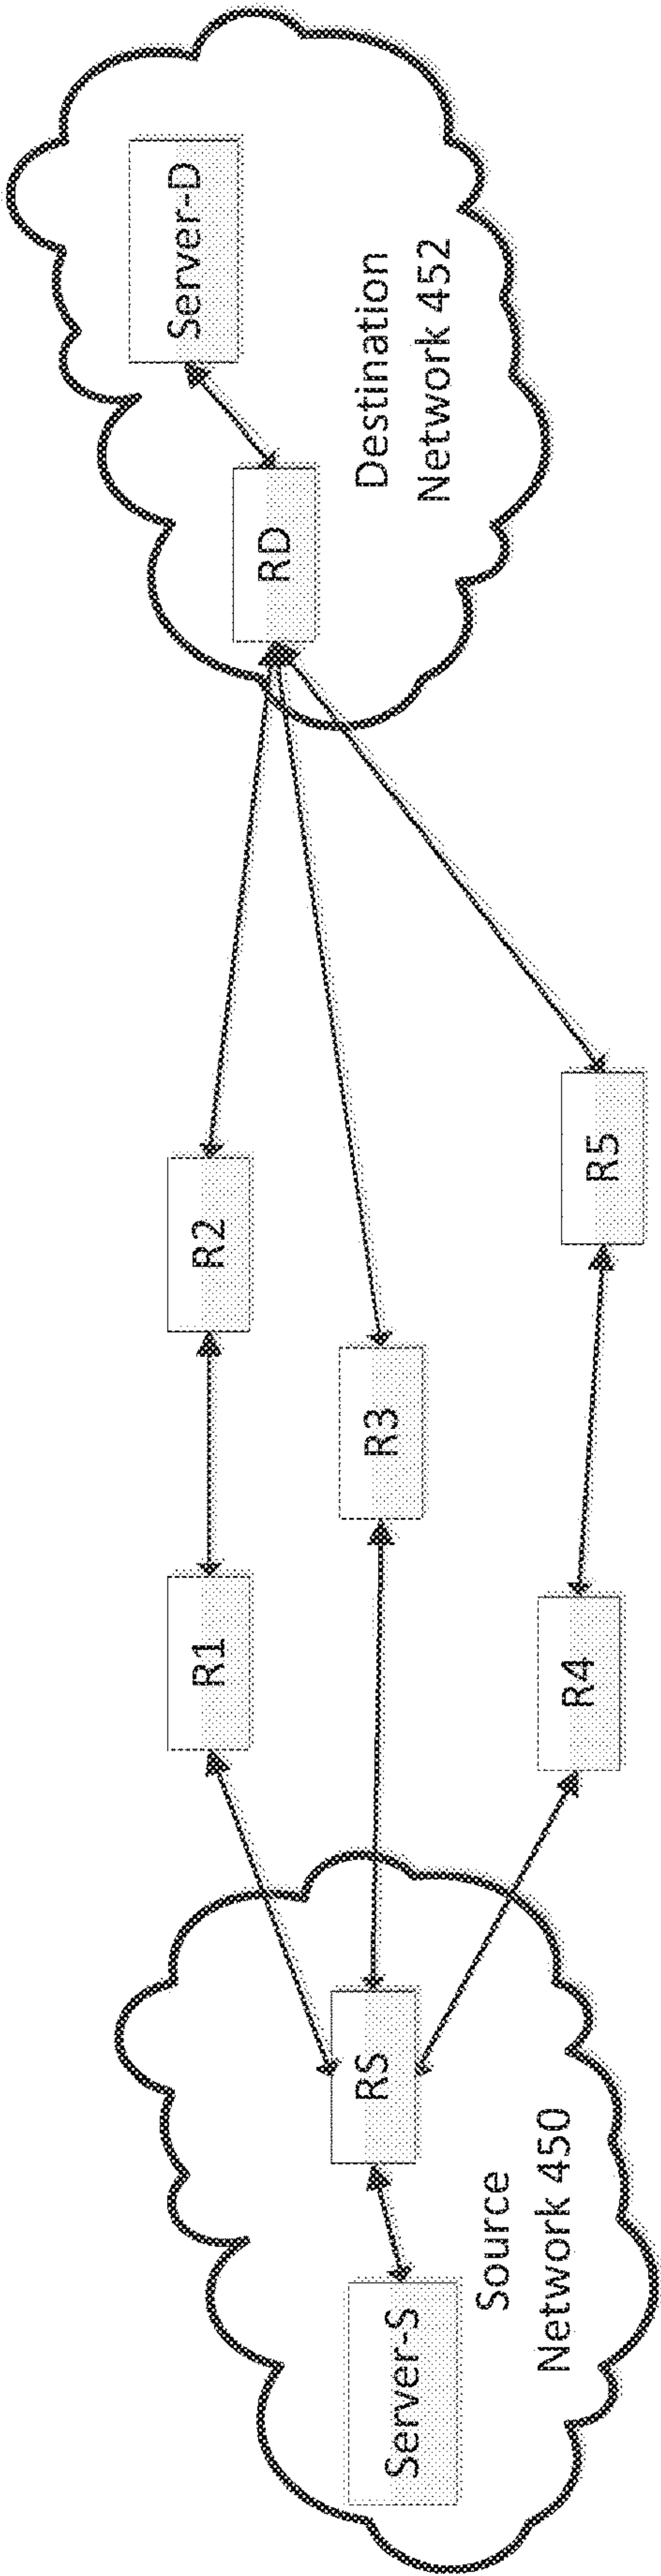 Server-S
Source
Network 450
RS
R1
R2
R3
R4
R5
RD
Server-D
Destination
Network 452